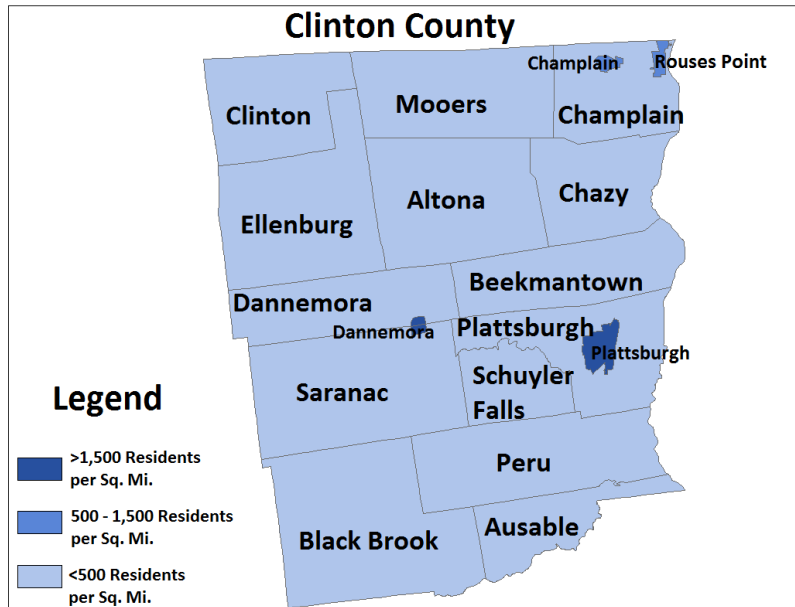 Clinton County
Champlain
Rouses Point
Clinton
Mooers
Champlain
Ellenburg
Altona
Chazy
Beekmantown
Dannemora
Dannemora
Plattsburgh
Plattsburgh
Saranac
Schuyler
Falls
Peru
Black Brook
Ausable
Legend
>1,500 Residents
per Sq. Mi.
500 - 1,500 Residents
per Sq. Mi.
<500 Residents
per Sq. Mi.